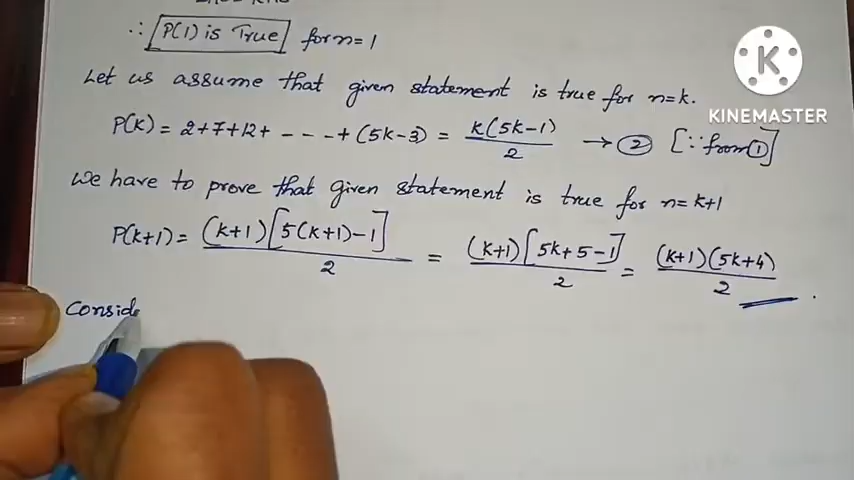 ∴ P(1) is True for n=1
Let us assume that given statement is true for n=k.
P(k) = 2+7+12+ - - - - + (5k-3) = k(5k-1)/2 → ② [∵ from ①]
We have to prove that given statement is true for n=k+1
P(k+1) = (k+1)[5(k+1)-1]/2 = (k+1)[5k+5-1]/2 = (k+1)(5k+4)/2 .
Conside
K
KINEMASTER